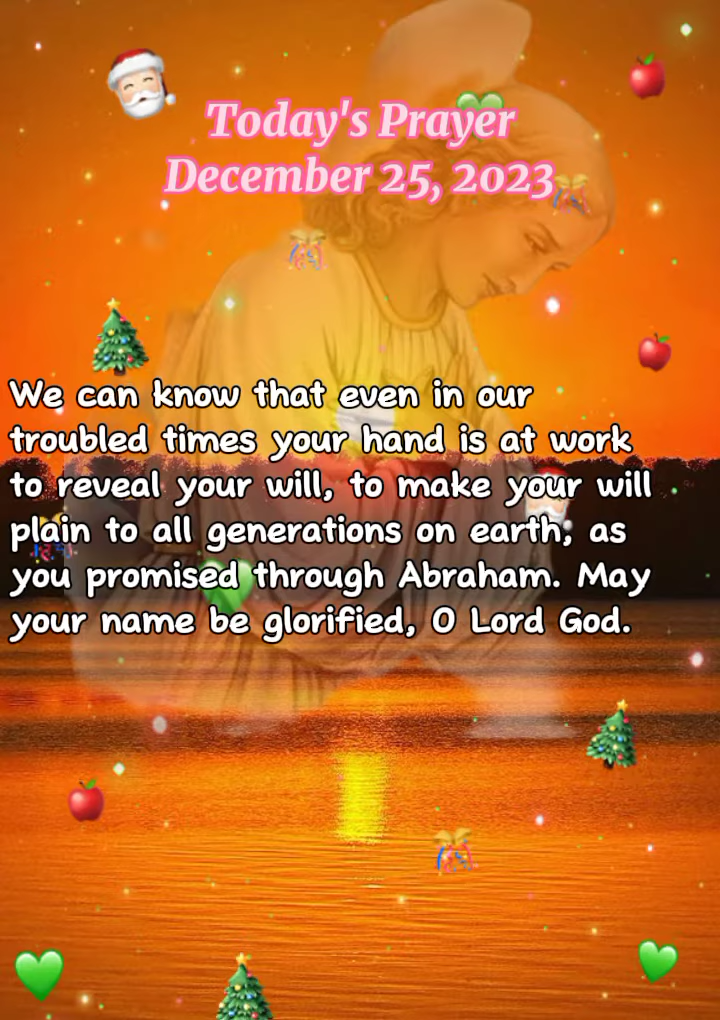 Today's Prayer
December 25, 2023
We can know that even in our
troubled times your hand is at work
to reveal your will, to make your will
plain to all generations on earth, as
you promised through Abraham. May
your name be glorified, O Lord God.